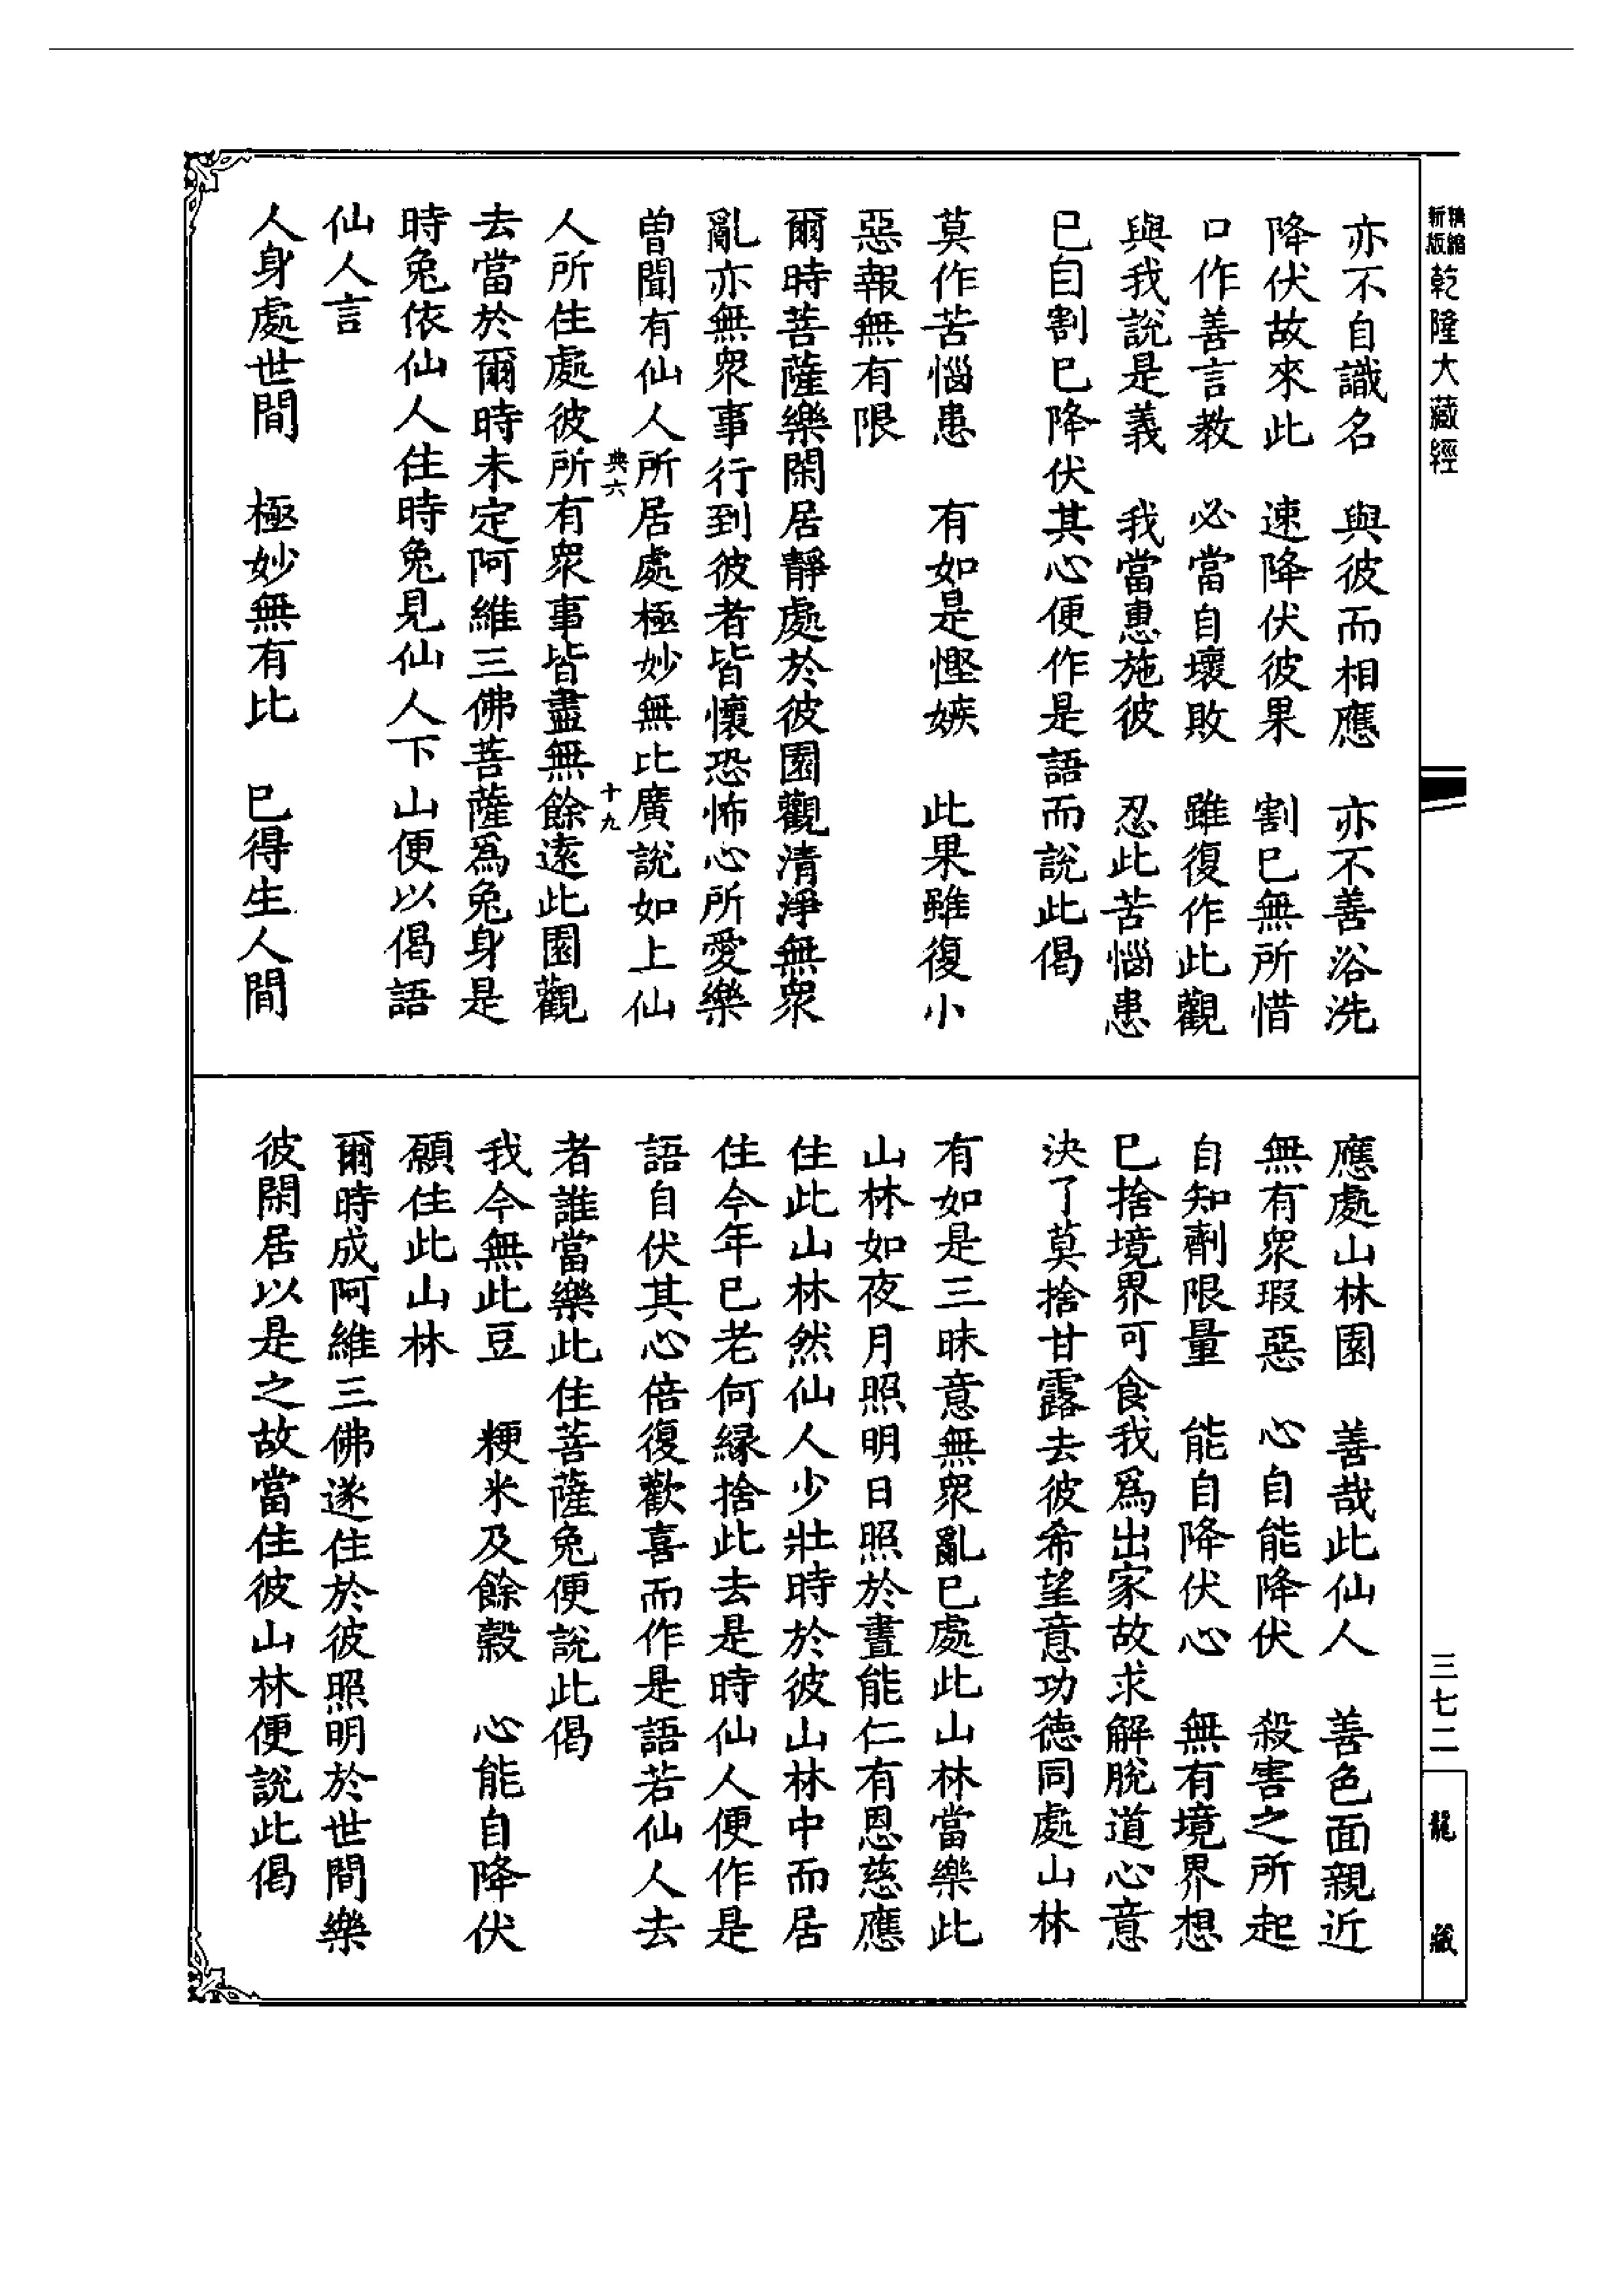 精縮新版乾隆大藏經
亦不自識名　與彼而相應　亦不善浴洗
降伏故來此　速降伏彼果　割已無所惜
口作善言教　必當自壞敗　雖復作此觀
與我說是義　我當惠施彼　忍此苦惱患
已自割已降伏其心便作是語而說此偈
莫作苦惱患　有如是慳嫉　此果雖復小
惡報無有限
爾時菩薩樂閑居靜處於彼園觀清淨無衆
亂亦無衆事行到彼者皆懷恐怖心所愛樂
曾聞有仙人所居處極妙無比廣說如上仙
典六　十九
人所住處彼所有衆事皆盡無餘遠此園觀
去當於爾時未定阿維三佛菩薩爲兔身是
時兔依仙人住時兔見仙人下山便以偈語
仙人言
人身處世間　極妙無有比　已得生人間
應處山林園　善哉此仙人　善色面親近
無有衆瑕惡　心自能降伏　殺害之所起
自知劑限量　能自降伏心　無有境界想
已捨境界可食我爲出家故求解脫道心意
決了莫捨甘露去彼希望意功德同處山林
有如是三昧意無衆亂已處此山林當樂此
山林如夜月照明日照於晝能仁有恩慈應
住此山林然仙人少壯時於彼山林中而居
住今年已老何緣捨此去是時仙人便作是
語自伏其心倍復歡喜而作是語若仙人去
者誰當樂此住菩薩兔便說此偈
我今無此豆　粳米及餘穀　心能自降伏
願住此山林
爾時成阿維三佛遂住於彼照明於世間樂
彼閑居以是之故當住彼山林便說此偈
三七二
龍藏